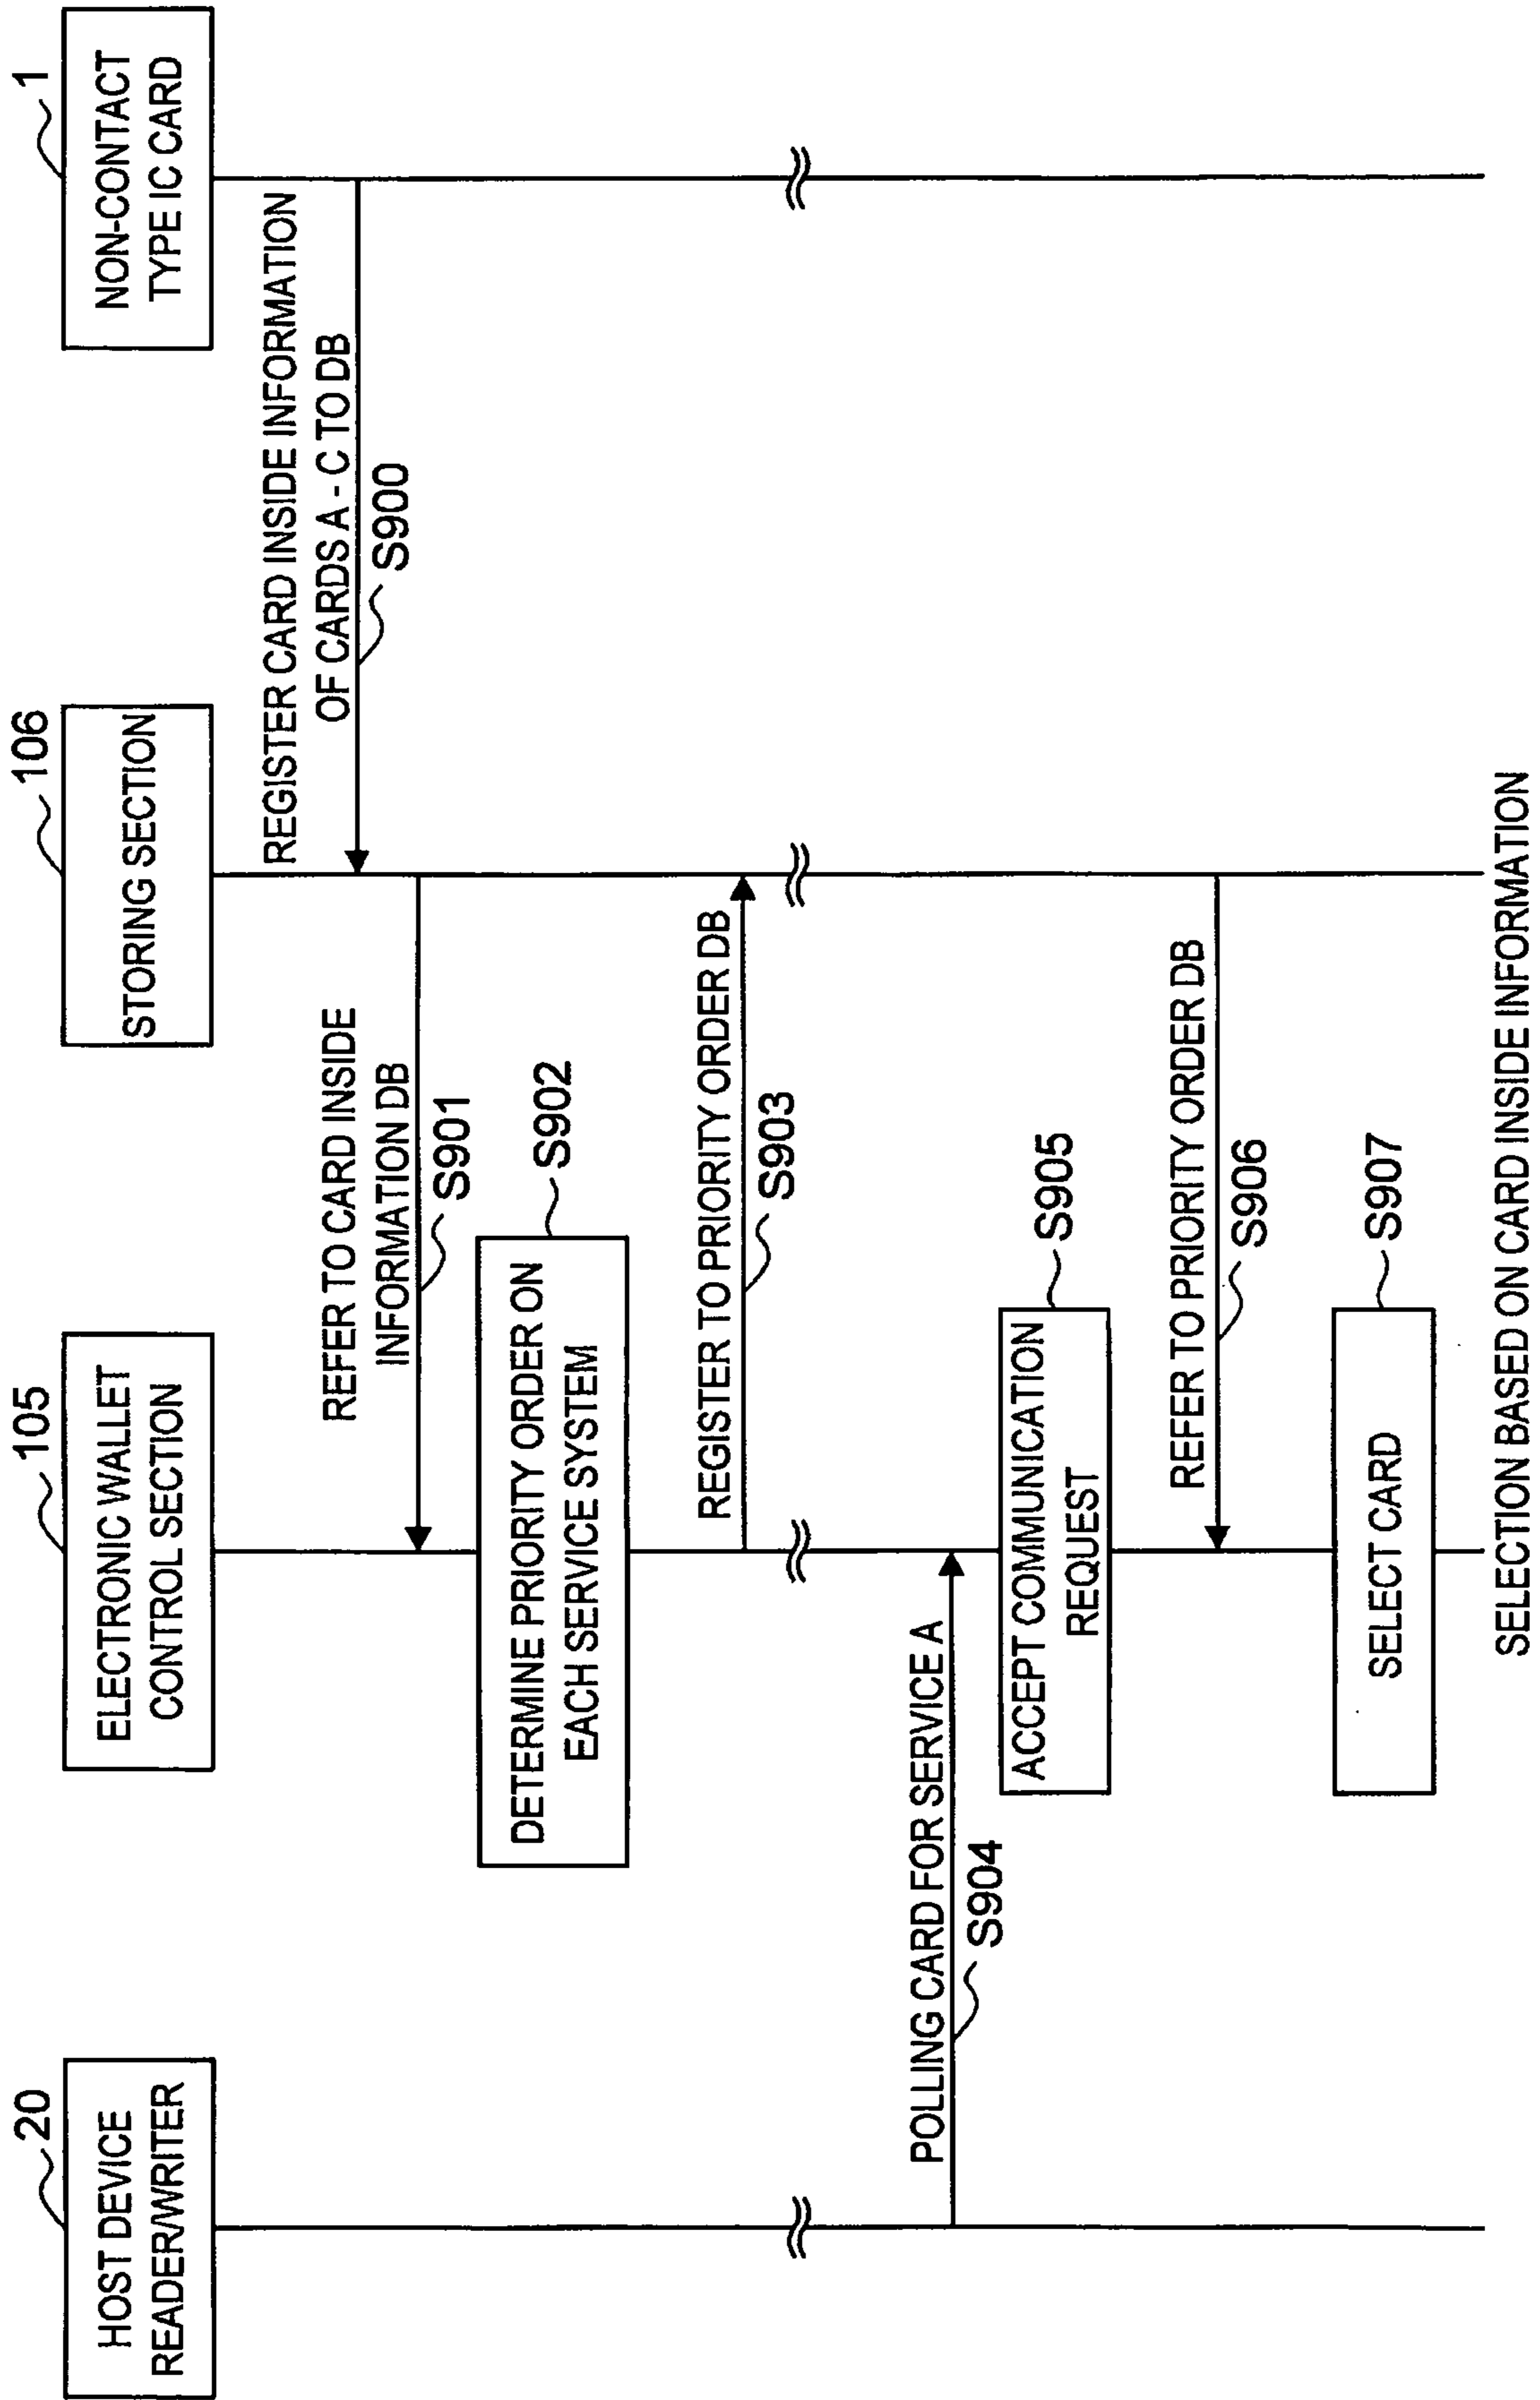 20
HOST DEVICE
READER/WRITER
105
ELECTRONIC WALLET
CONTROL SECTION
106
STORING SECTION
1
NON-CONTACT
TYPE IC CARD
REGISTER CARD INSIDE INFORMATION
OF CARDS A - C TO DB
S900
REFER TO CARD INSIDE
INFORMATION DB
S901
DETERMINE PRIORITY ORDER ON
EACH SERVICE SYSTEM
S902
REGISTER TO PRIORITY ORDER DB
S903
POLLING CARD FOR SERVICE A
S904
ACCEPT COMMUNICATION
REQUEST
S905
REFER TO PRIORITY ORDER DB
S906
SELECT CARD
S907
SELECTION BASED ON CARD INSIDE INFORMATION